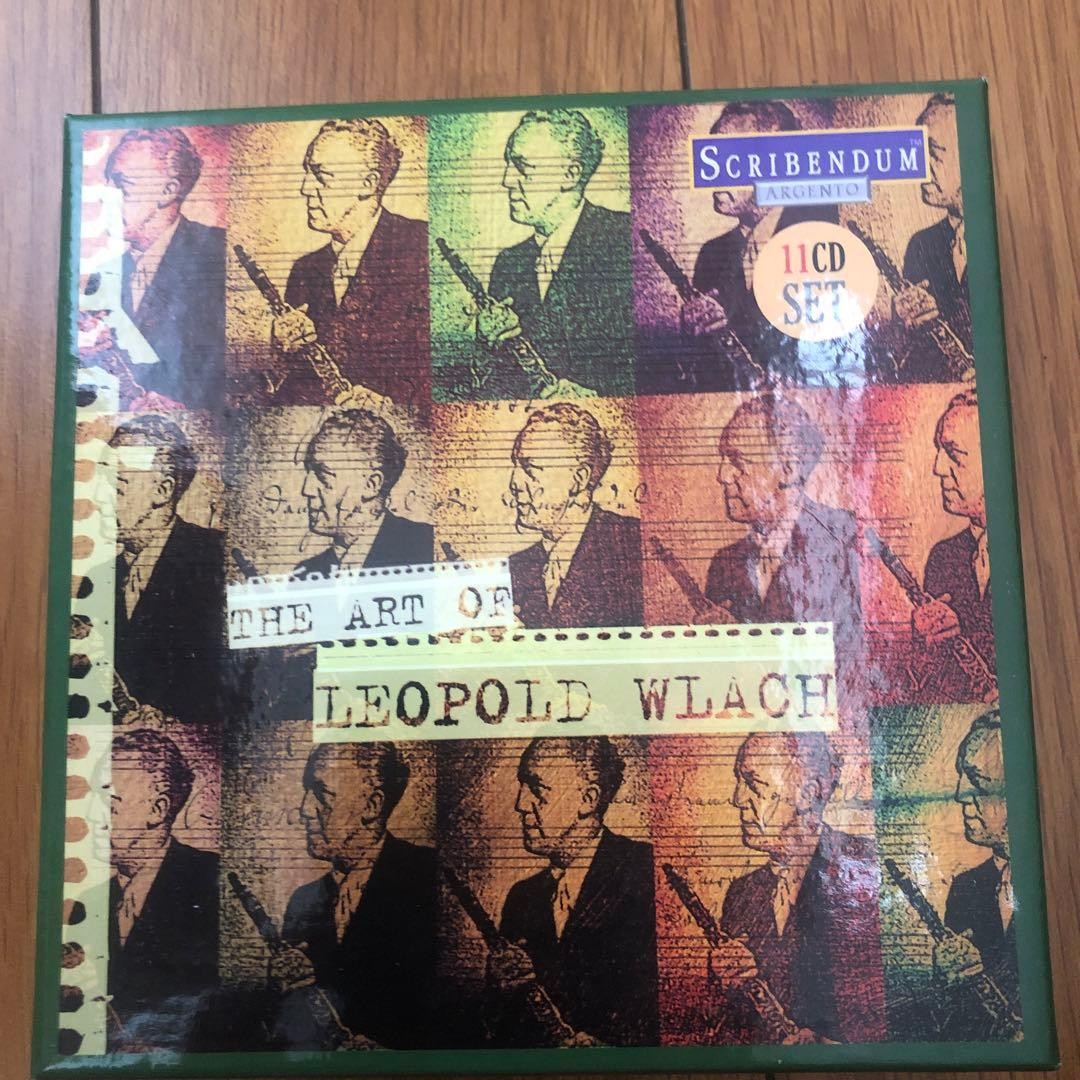 SCRIBENDUM™
ARGENTO
11CD
SET
THE ART OF
LEOPOLD WLACH